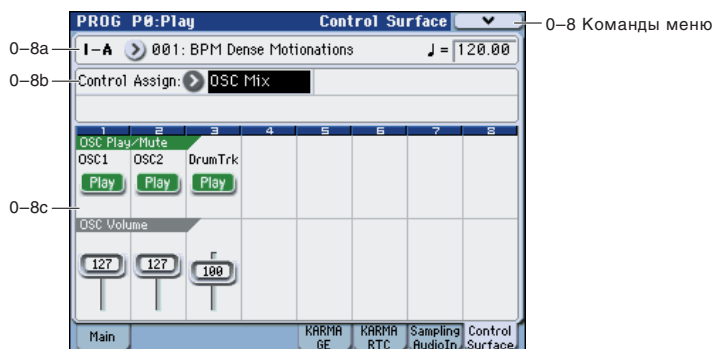 PROG P0:Play Control Surface
0–8 Команды меню
0–8a
I-A 001: BPM Dense Motionations ♩= 120.00
0–8b
Control Assign: OSC Mix
1 2 3 4 5 6 7 8
OSC Play/Mute
OSC1 OSC2 DrumTrk
Play Play Play
0–8c
OSC Volume
127 127 100
Main KARMA GE KARMA RTC Sampling AudioIn Control Surface